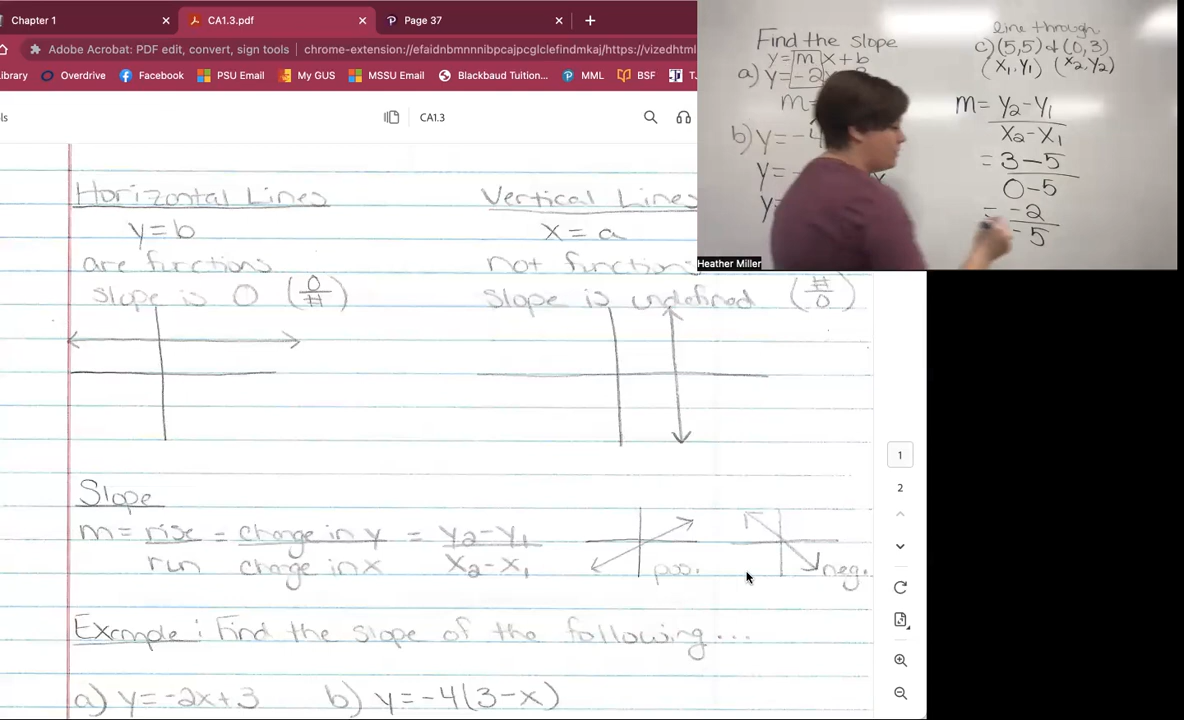 Chapter 1
CA1.3.pdf
Page 37
Adobe Acrobat: PDF edit, convert, sign tools
chrome-extension://efaidnbmnnnibpcajpcglclefindmkaj/https://vizedhtml
Library
Facebook
PSU Email
My GUS
MSSU Email
Blackbaud Tuition...
MML
BSF
CA1.3
Horizontal Lines
y=b
are functions
slope is 0 (0/#)
Vertical Lines
x=a
not functions
slope is undefined (#/0)
Slope
m= rise/run = change in y/change in x = y₂-y₁/x₂-x₁
pos.
neg.
Example: Find the slope of the following...
a) y=-2x+3
b) y=-4(3-x)
1
2
Find the slope
y=mx+b
a) y=-2
m=
b) y=-4
y=
y
line through
c) (5,5) & (0,3)
(x₁,y₁) (x₂,y₂)
m= y₂-y₁
x₂-x₁
= 3-5
0-5
= -2
-5
Heather Miller